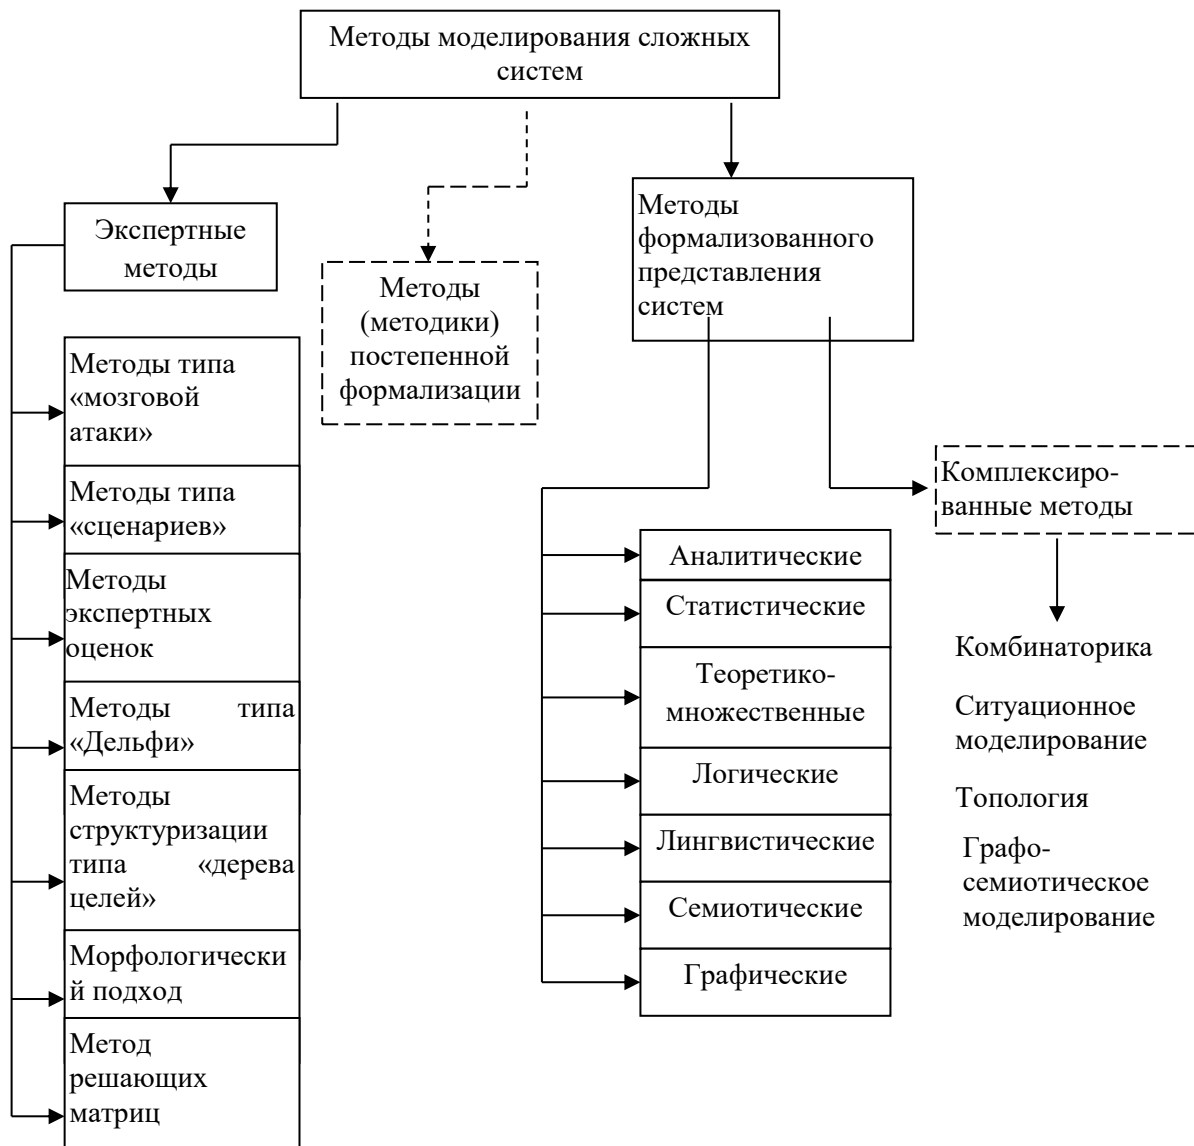 Методы моделирования сложных
систем
Экспертные
методы
Методы
(методики)
постепенной
формализации
Методы
формализованного
представления
систем
Методы типа
«мозговой
атаки»
Методы типа
«сценариев»
Методы
экспертных
оценок
Методы типа
«Дельфи»
Методы
структуризации
типа «дерева
целей»
Морфологически
й подход
Метод
решающих
матриц
Аналитические
Статистические
Теоретико-
множественные
Логические
Лингвистические
Семиотические
Графические
Комплексиро-
ванные методы
Комбинаторика
Ситуационное
моделирование
Топология
Графо-
семиотическое
моделирование